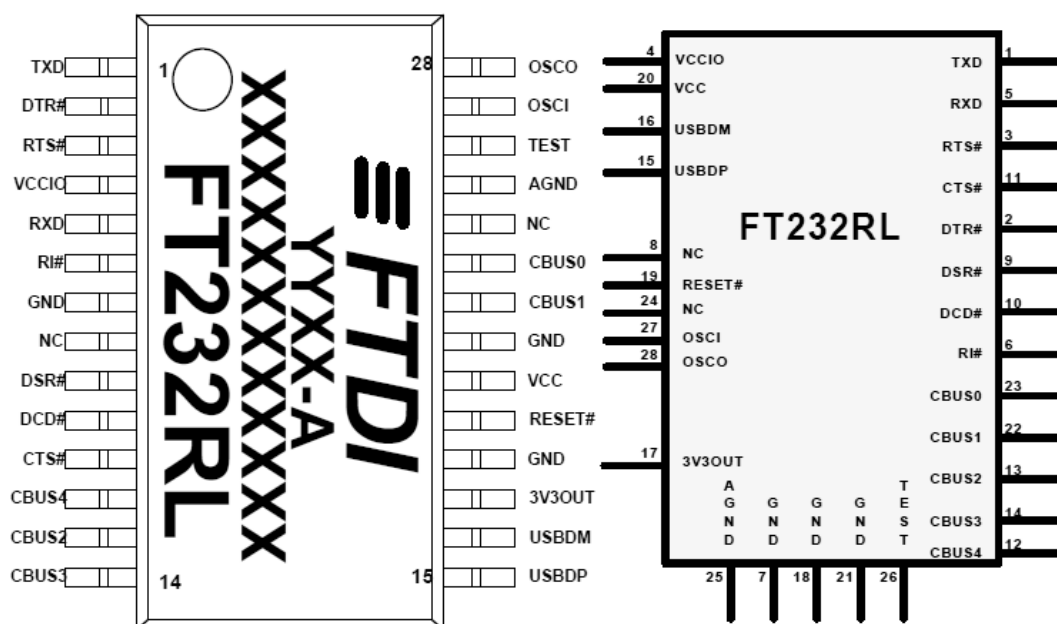 TXD
DTR#
RTS#
VCCIO
RXD
RI#
GND
NC
DSR#
DCD#
CTS#
CBUS4
CBUS2
CBUS3
1
28
14
15
FTDI
YYXX-A
XXXXXXXXXXXX
FT232RL
OSCO
OSCI
TEST
AGND
NC
CBUS0
CBUS1
GND
VCC
RESET#
GND
3V3OUT
USBDM
USBDP
4 VCCIO
20 VCC
16 USBDM
15 USBDP
8 NC
19 RESET#
24 NC
27 OSCI
28 OSCO
17 3V3OUT
FT232RL
TXD 1
RXD 5
RTS# 3
CTS# 11
DTR# 2
DSR# 9
DCD# 10
RI# 6
CBUS0 23
CBUS1 22
CBUS2 13
CBUS3 14
CBUS4 12
AGND
GND
GND
GND
TEST
25 7 18 21 26